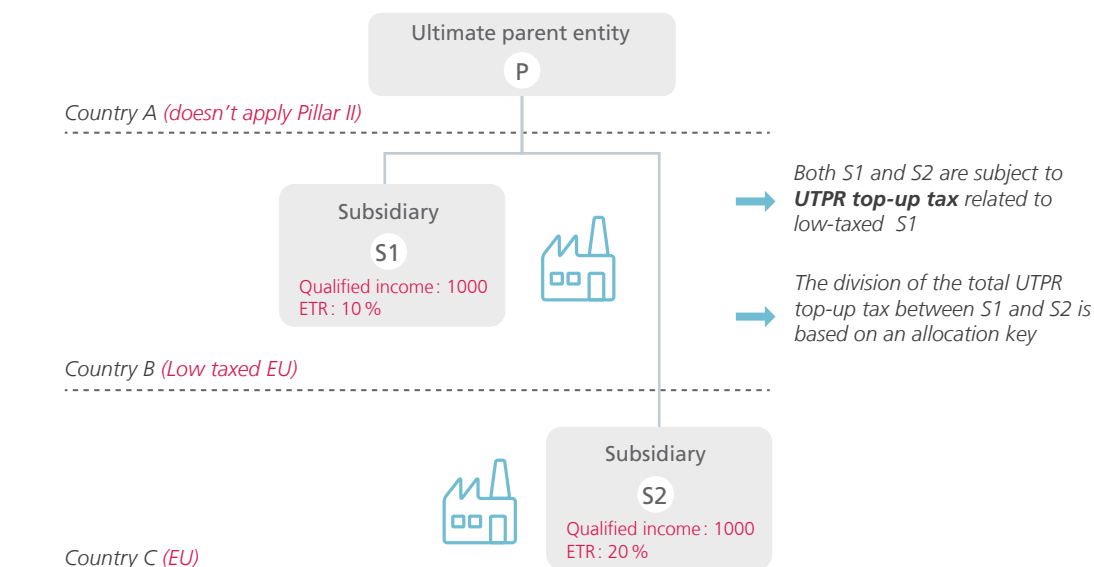 Ultimate parent entity
P
Country A (doesn't apply Pillar II)
Subsidiary
S1
Qualified income: 1000
ETR: 10 %
Both S1 and S2 are subject to
UTPR top-up tax related to
low-taxed S1
The division of the total UTPR
top-up tax between S1 and S2 is
based on an allocation key
Country B (Low taxed EU)
Subsidiary
S2
Qualified income: 1000
ETR: 20 %
Country C (EU)